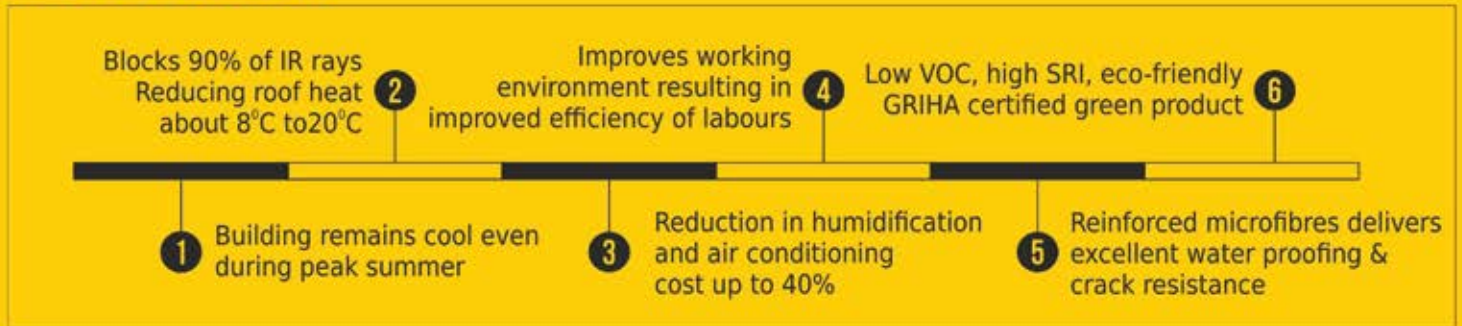 1
Building remains cool even
during peak summer
Blocks 90% of IR rays
Reducing roof heat
about 8⁰C to20⁰C
2
3
Reduction in humidification
and air conditioning
cost up to 40%
Improves working
environment resulting in
improved efficiency of labours
4
5
Reinforced microfibres delivers
excellent water proofing &
crack resistance
Low VOC, high SRI, eco-friendly
GRIHA certified green product
6